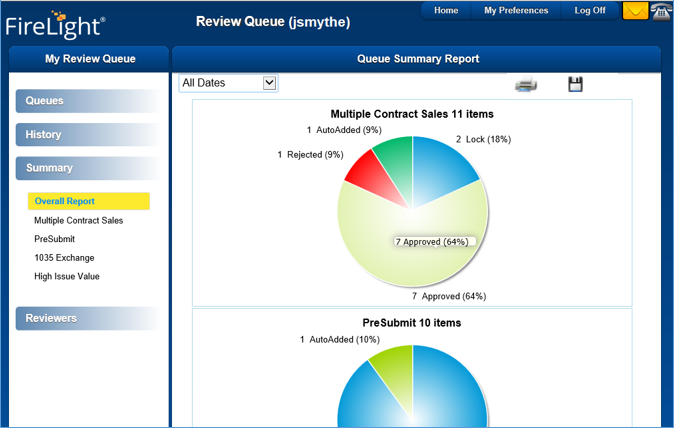 FireLight®
Review Queue (jsmythe)
Home
My Preferences
Log Off
My Review Queue
Queue Summary Report
Queues
History
Summary
Overall Report
Multiple Contract Sales
PreSubmit
1035 Exchange
High Issue Value
Reviewers
All Dates
Multiple Contract Sales 11 items
1 AutoAdded (9%)
2 Lock (18%)
1 Rejected (9%)
7 Approved (64%)
7 Approved (64%)
PreSubmit 10 items
1 AutoAdded (10%)